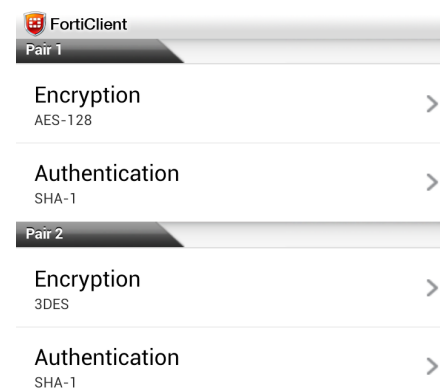 FortiClient
Pair 1
Encryption
AES-128
Authentication
SHA-1
Pair 2
Encryption
3DES
Authentication
SHA-1